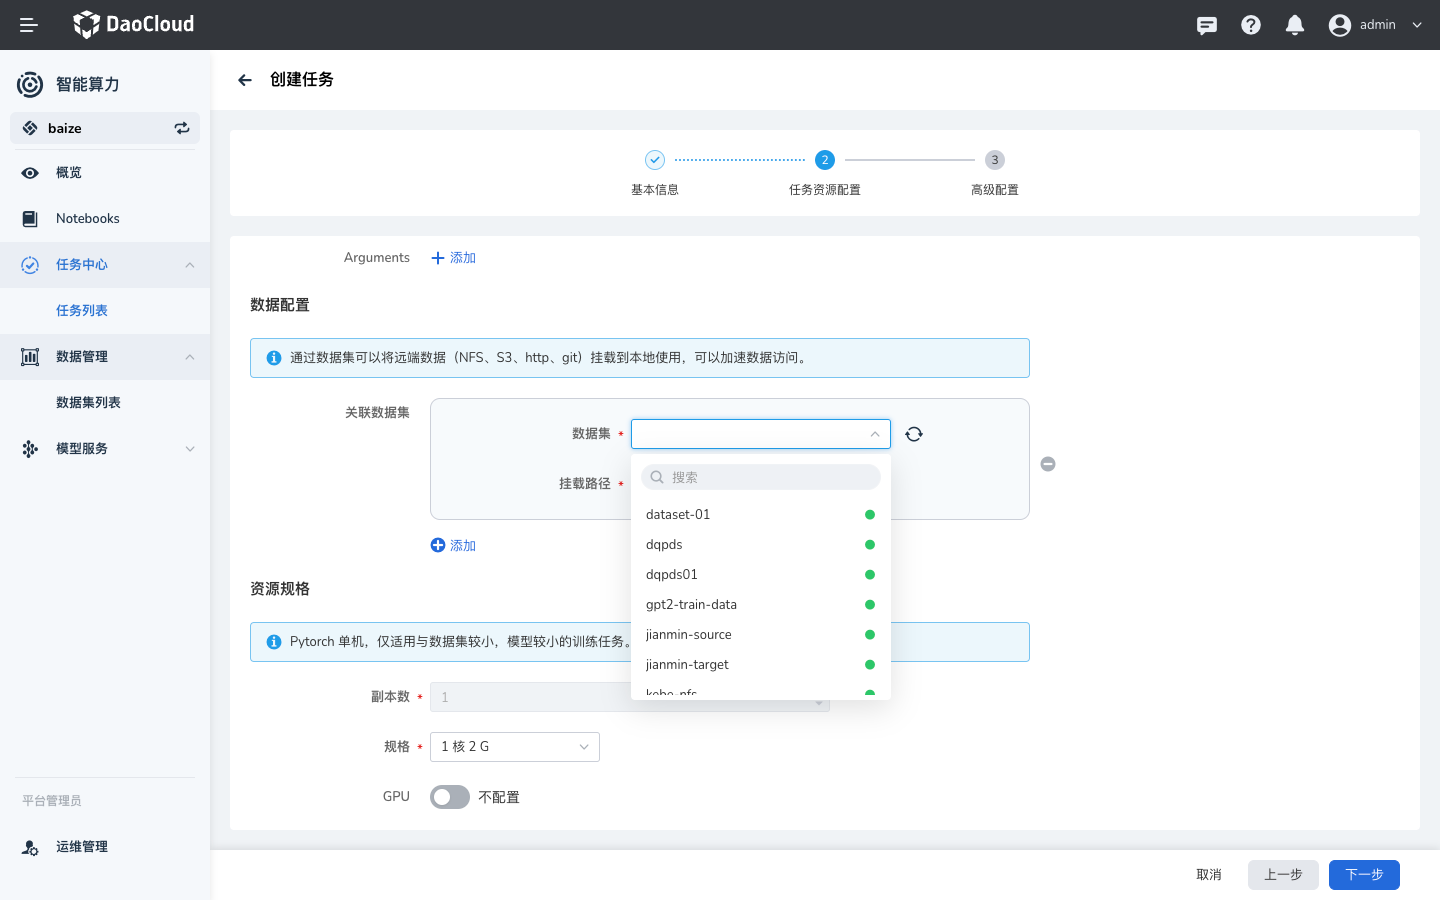 DaoCloud
admin
智能算力
baize
概览
Notebooks
任务中心
任务列表
数据管理
数据集列表
模型服务
平台管理员
运维管理
创建任务
2
3
基本信息
任务资源配置
高级配置
Arguments
添加
数据配置
通过数据集可以将远端数据（NFS、S3、http、git）挂载到本地使用，可以加速数据访问。
关联数据集
数据集 *
挂载路径 *
搜索
dataset-01
dqpds
dqpds01
gpt2-train-data
jianmin-source
jianmin-target
kobe-nfs
添加
资源规格
Pytorch 单机，仅适用与数据集较小，模型较小的训练任务。
副本数 * 1
规格 * 1 核 2 G
GPU 不配置
取消
上一步
下一步